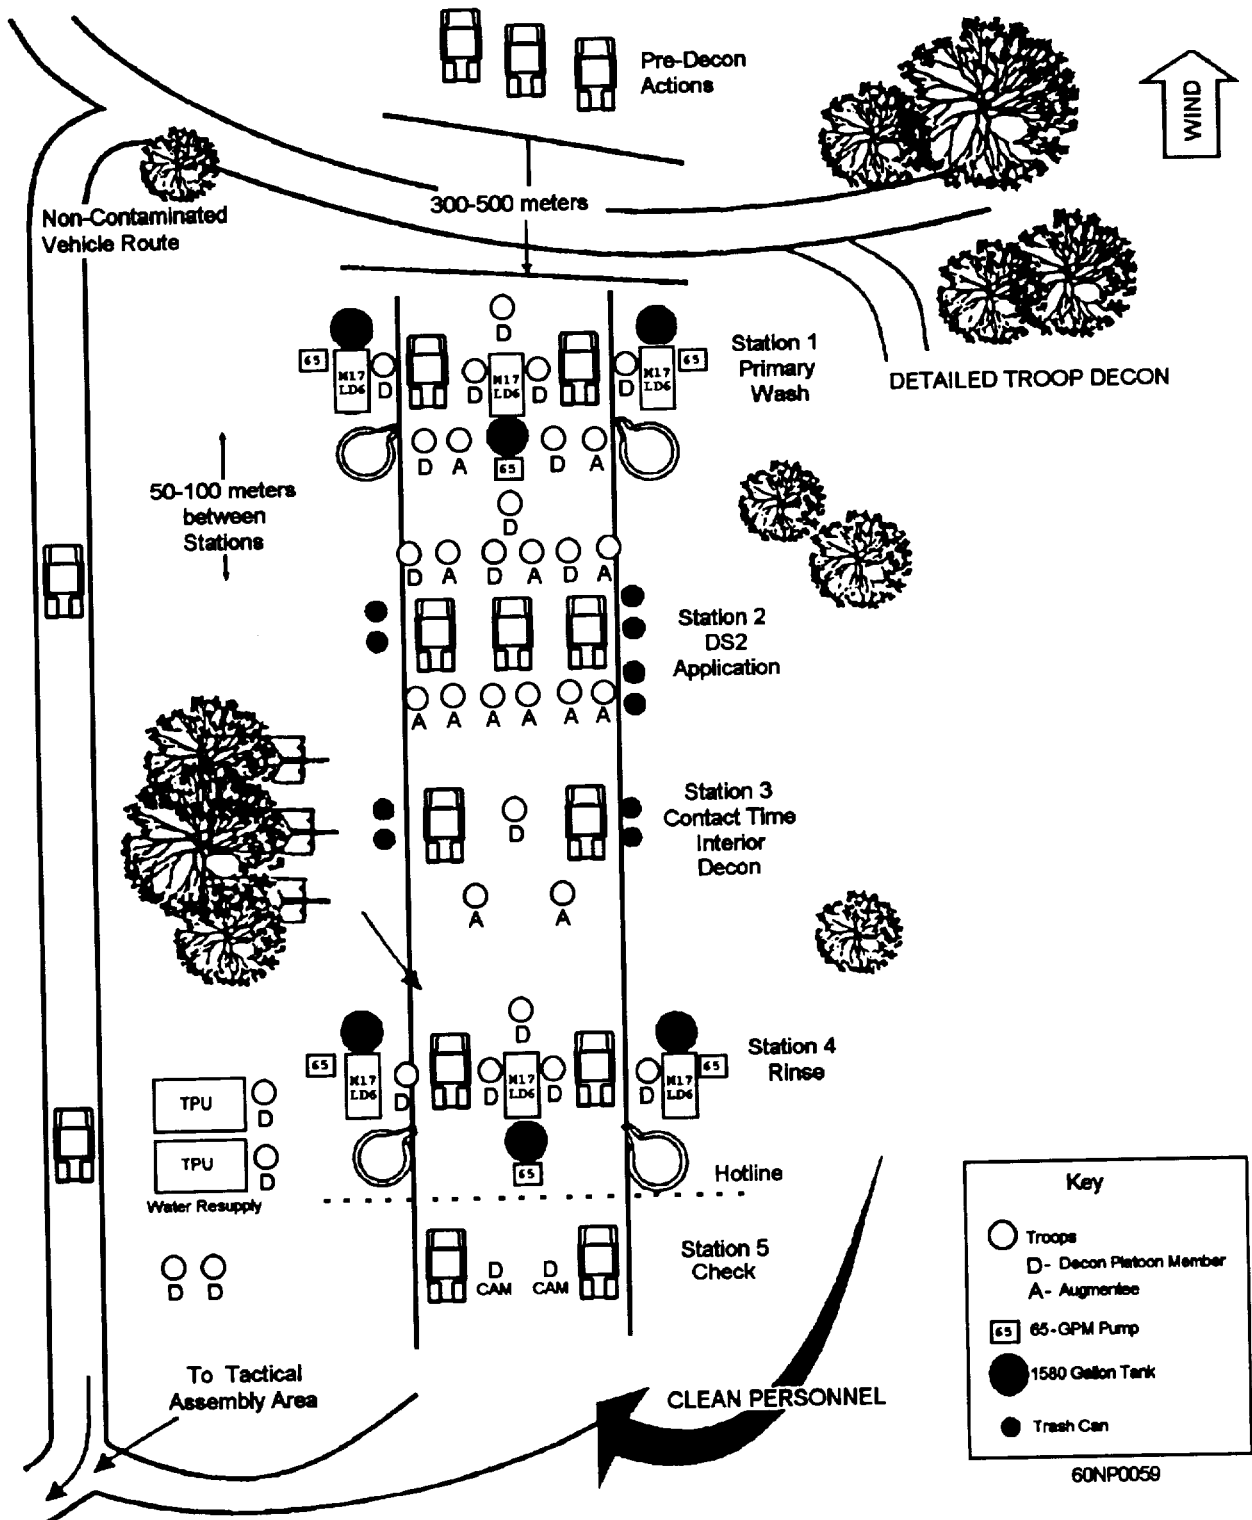 Pre-Decon
Actions
WIND
Non-Contaminated
Vehicle Route
300-500 meters
DETAILED TROOP DECON
D
65
M17
LD6
D
D
M17
LD6
D
D
M17
LD6
65
Station 1
Primary
Wash
D
A
65
D
A
50-100 meters
between
Stations
D
D
A
D
A
D
A
Station 2
DS2
Application
A
A
A
A
A
A
Station 3
Contact Time
Interior
Decon
D
A
A
D
65
M17
LD6
D
D
M17
LD6
D
D
M17
LD6
65
Station 4
Rinse
TPU
D
TPU
D
Water Resupply
65
Hotline
D
D
D
CAM
D
CAM
Station 5
Check
To Tactical
Assembly Area
CLEAN PERSONNEL
Key
Troops
D- Decon Platoon Member
A- Augmentee
65 65-GPM Pump
1580 Gallon Tank
Trash Can
60NP0059